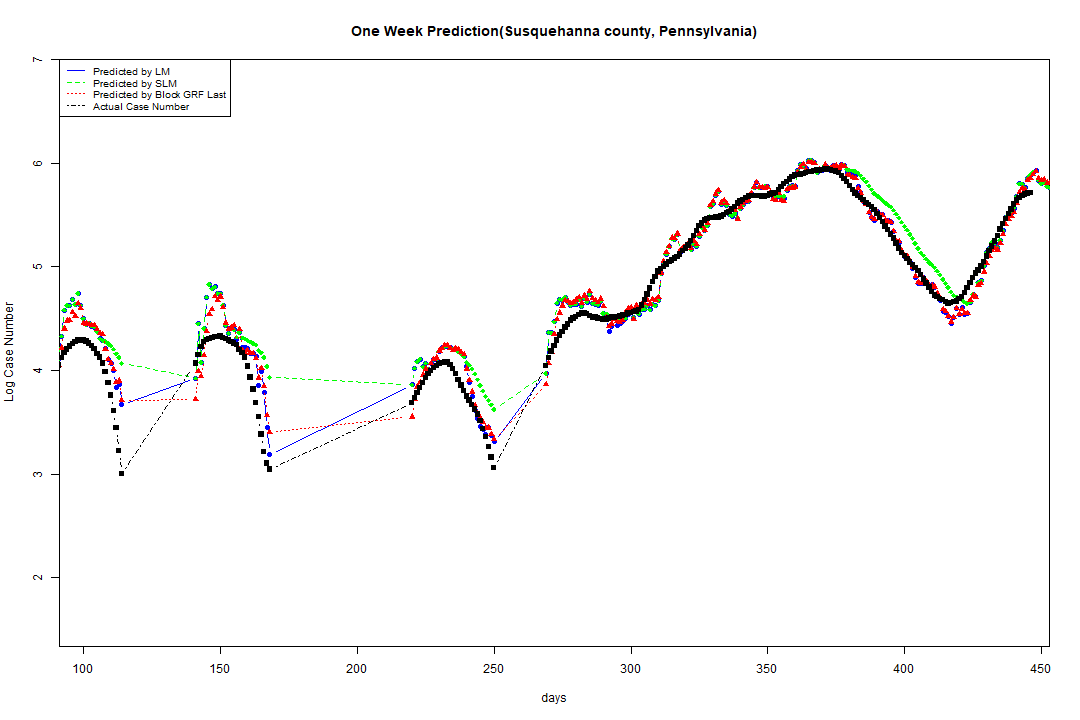 One Week Prediction(Susquehanna county, Pennsylvania)
Predicted by LM
Predicted by SLM
Predicted by Block GRF Last
Actual Case Number
Log Case Number
7
6
5
4
3
2
100 150 200 250 300 350 400 450
days